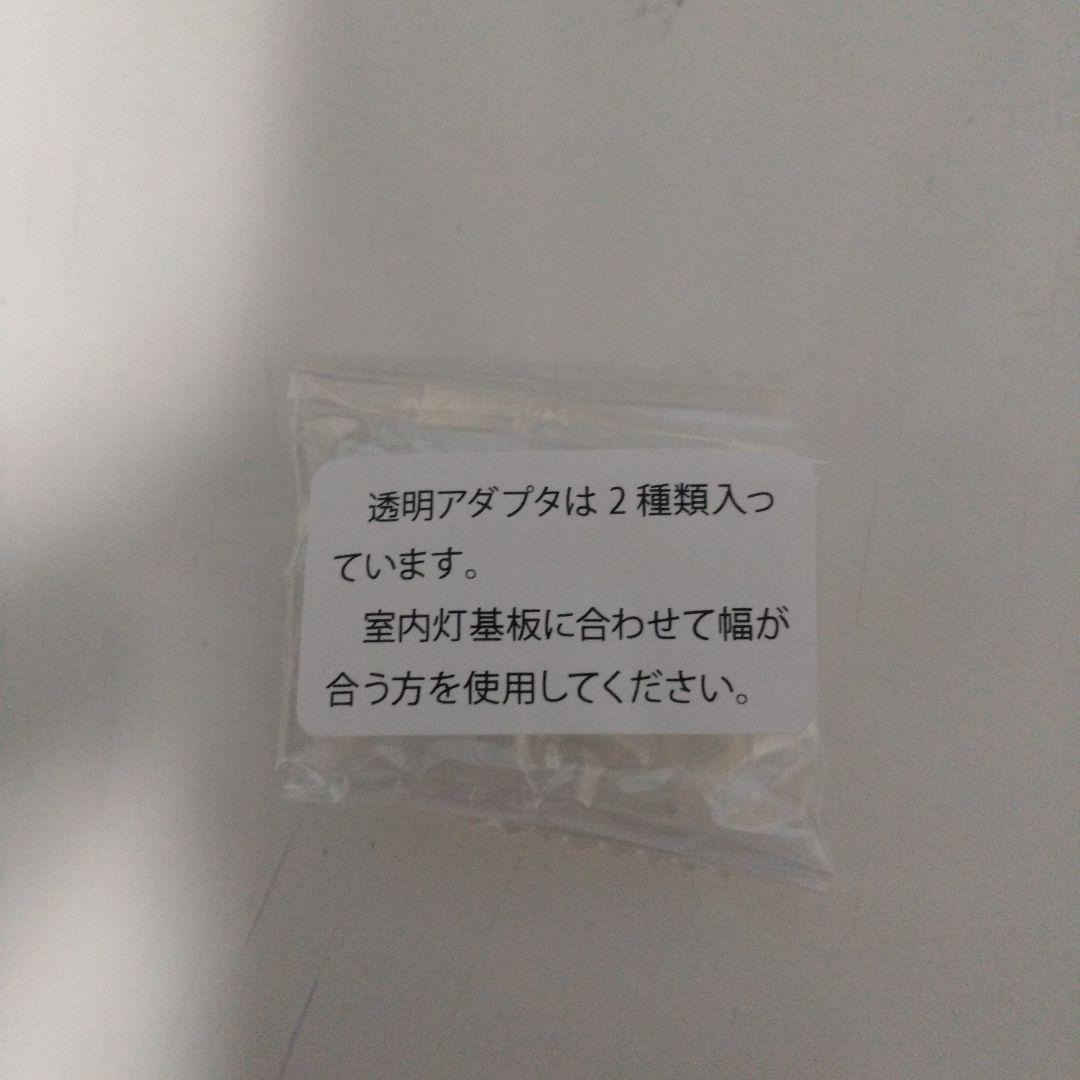 透明アダプタは2種類入っ
ています。
室内灯基板に合わせて幅が
合う方を使用してください。